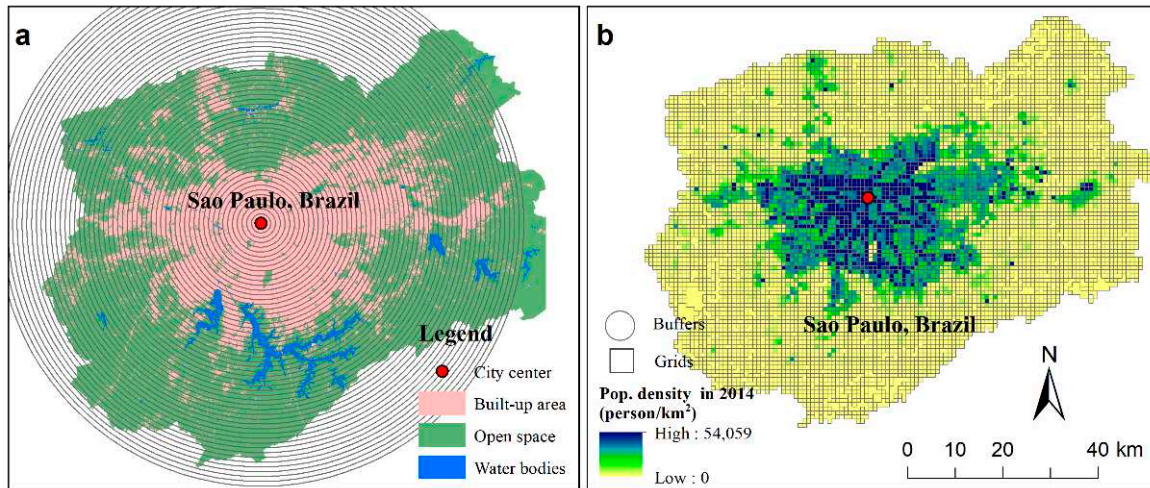 a
Sao Paulo, Brazil
Legend
City center
Built-up area
Open space
Water bodies
b
Sao Paulo, Brazil
Buffers
Grids
Pop. density in 2014
(person/km²)
High : 54,059
Low : 0
N
0 10 20 40 km